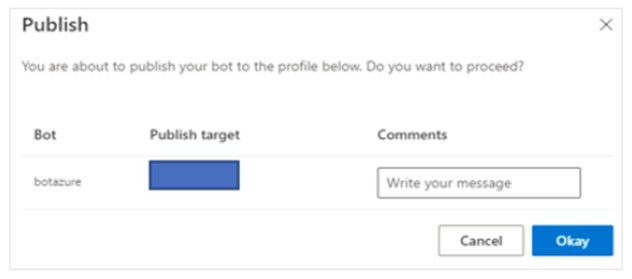 Publish
You are about to publish your bot to the profile below. Do you want to proceed?
Bot Publish target Comments
botazure Write your message
Cancel Okay